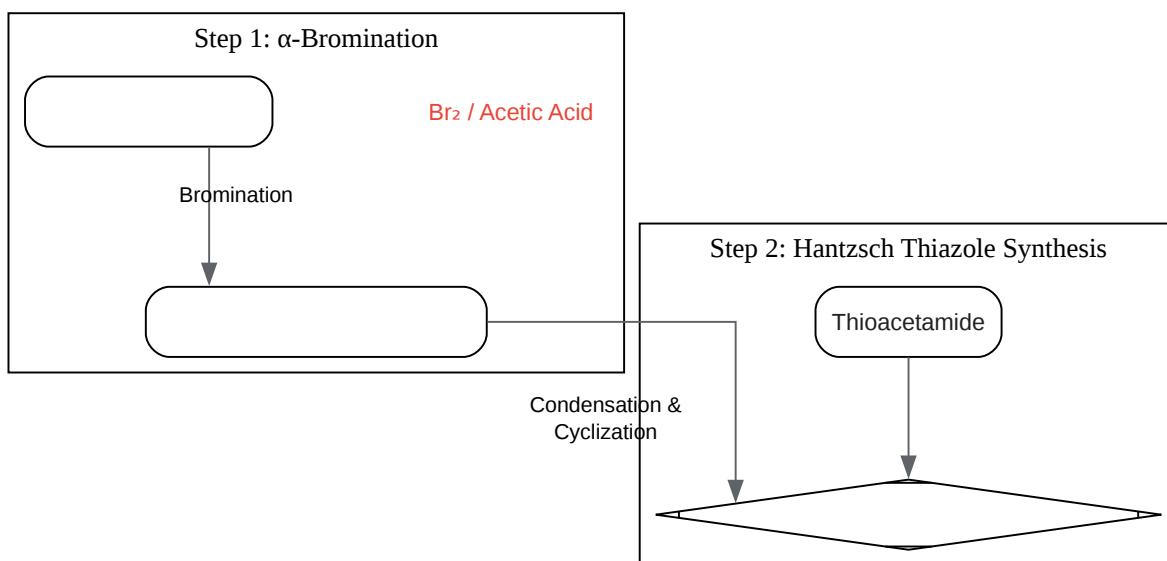 Step 1: α-Bromination
Br₂ / Acetic Acid
Bromination
Step 2: Hantzsch Thiazole Synthesis
Thioacetamide
Condensation &
Cyclization